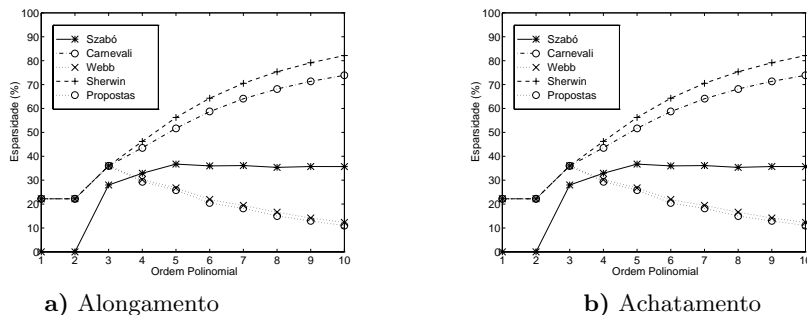 100
90
80
70
60
50
40
30
20
10
0
Esparsidade (%)
Szabó
Carnevali
Webb
Sherwin
Propostas
1 2 3 4 5 6 7 8 9 10
Ordem Polinomial
a) Alongamento
100
90
80
70
60
50
40
30
20
10
0
Esparsidade (%)
Szabó
Carnevali
Webb
Sherwin
Propostas
1 2 3 4 5 6 7 8 9 10
Ordem Polinomial
b) Achatamento